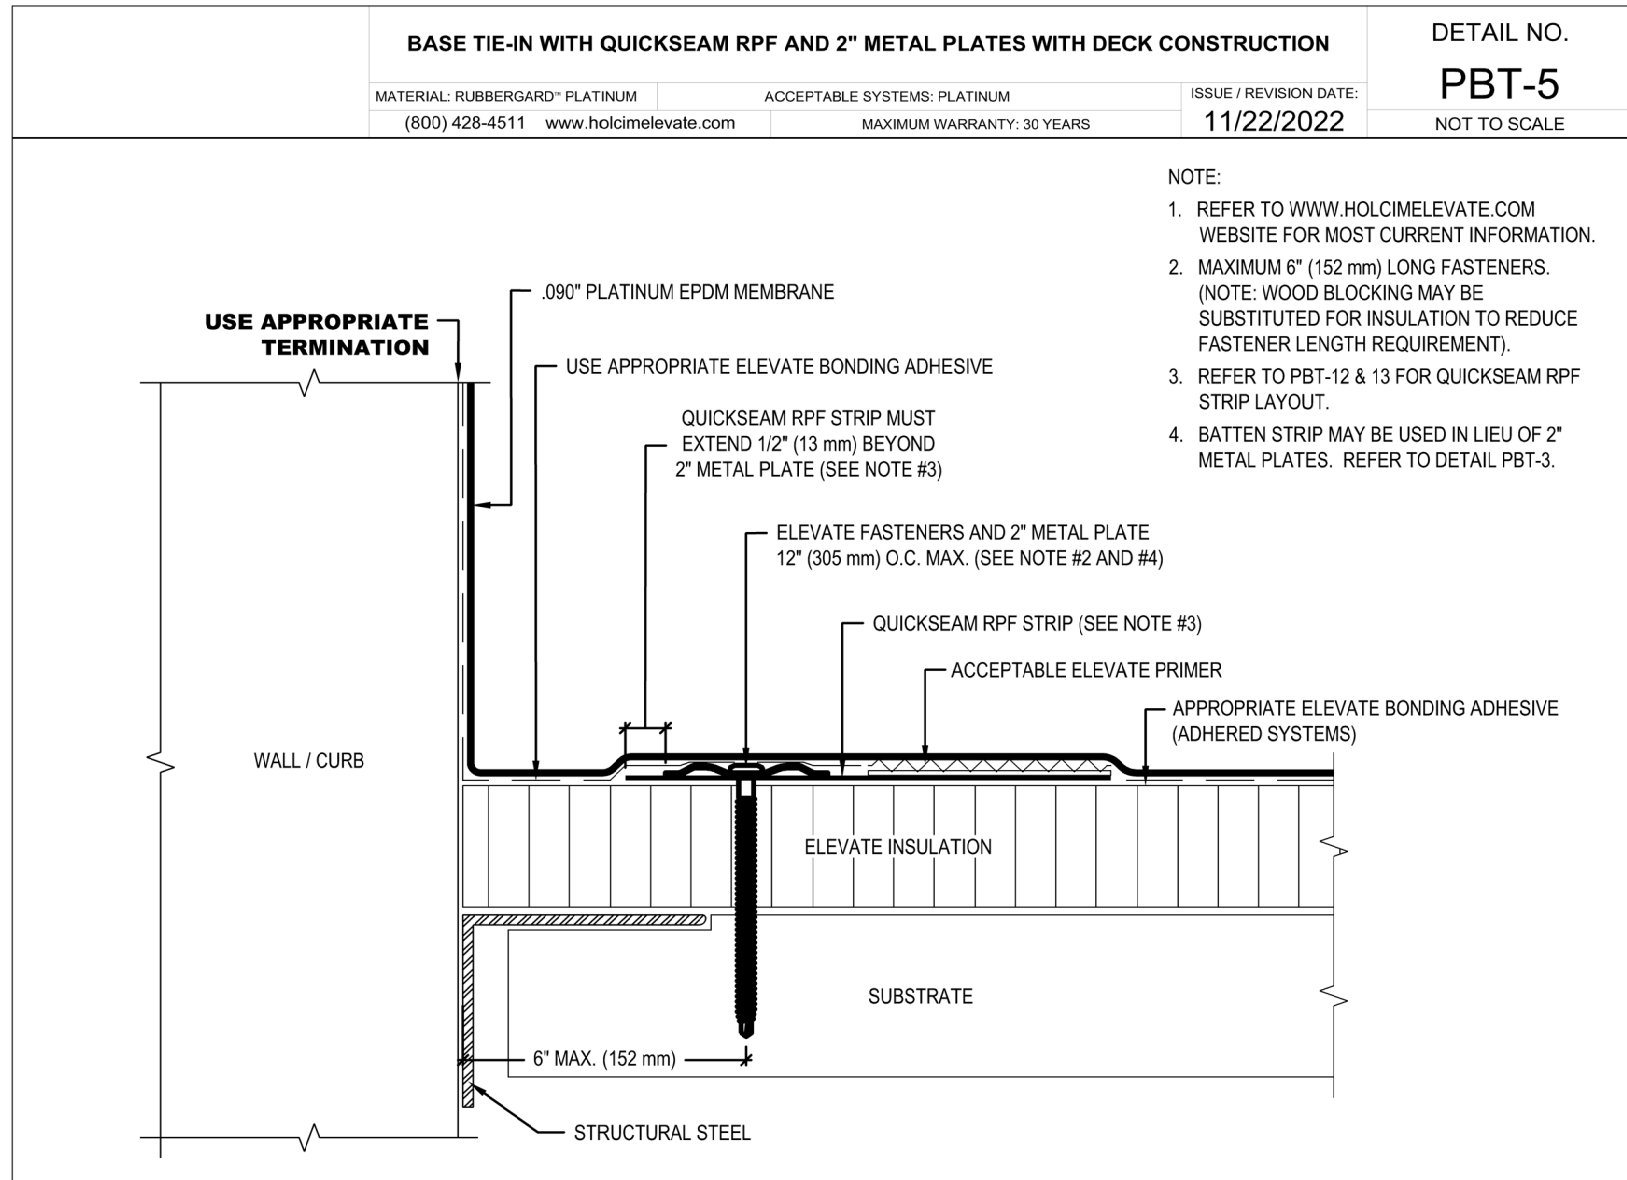 BASE TIE-IN WITH QUICKSEAM RPF AND 2" METAL PLATES WITH DECK CONSTRUCTION
MATERIAL: RUBBERGARD™ PLATINUM
ACCEPTABLE SYSTEMS: PLATINUM
(800) 428-4511 www.holcimelevate.com
MAXIMUM WARRANTY: 30 YEARS
ISSUE / REVISION DATE:
11/22/2022
DETAIL NO.
PBT-5
NOT TO SCALE
NOTE:
1. REFER TO WWW.HOLCIMELEVATE.COM
WEBSITE FOR MOST CURRENT INFORMATION.
2. MAXIMUM 6" (152 mm) LONG FASTENERS.
(NOTE: WOOD BLOCKING MAY BE
SUBSTITUTED FOR INSULATION TO REDUCE
FASTENER LENGTH REQUIREMENT).
3. REFER TO PBT-12 & 13 FOR QUICKSEAM RPF
STRIP LAYOUT.
4. BATTEN STRIP MAY BE USED IN LIEU OF 2"
METAL PLATES. REFER TO DETAIL PBT-3.
.090" PLATINUM EPDM MEMBRANE
USE APPROPRIATE
TERMINATION
USE APPROPRIATE ELEVATE BONDING ADHESIVE
QUICKSEAM RPF STRIP MUST
EXTEND 1/2" (13 mm) BEYOND
2" METAL PLATE (SEE NOTE #3)
ELEVATE FASTENERS AND 2" METAL PLATE
12" (305 mm) O.C. MAX. (SEE NOTE #2 AND #4)
QUICKSEAM RPF STRIP (SEE NOTE #3)
ACCEPTABLE ELEVATE PRIMER
APPROPRIATE ELEVATE BONDING ADHESIVE
(ADHERED SYSTEMS)
WALL / CURB
ELEVATE INSULATION
SUBSTRATE
6" MAX. (152 mm)
STRUCTURAL STEEL